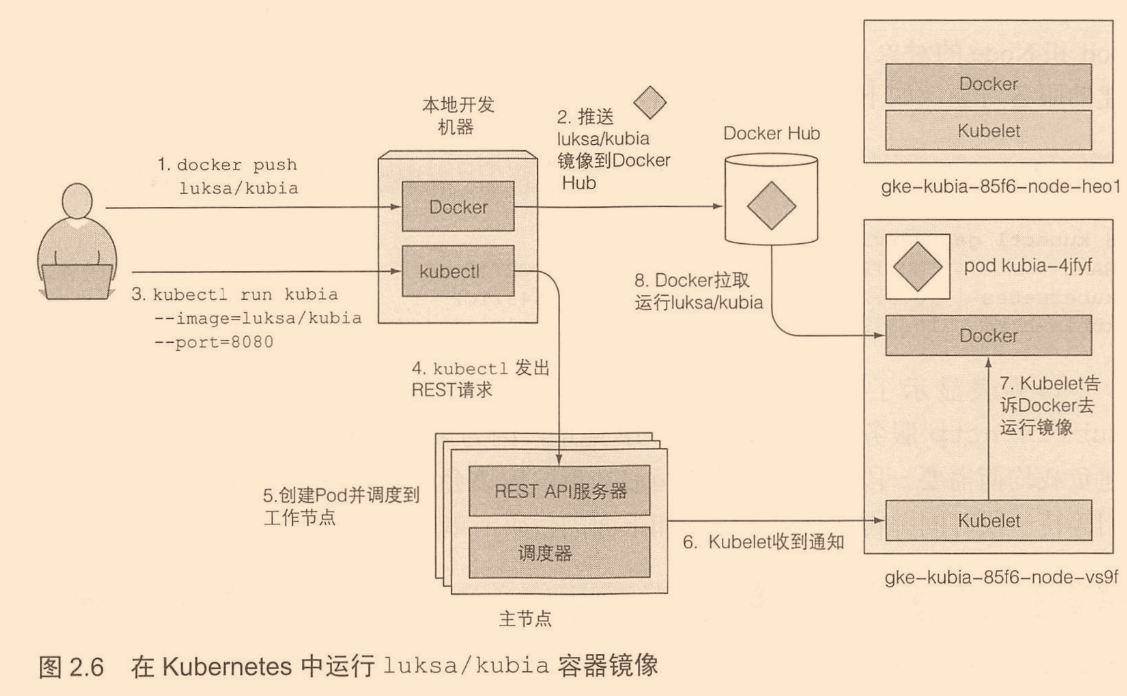 本地开发
机器
1. docker push
luksa/kubia
2. 推送
luksa/kubia
镜像到Docker
Hub
Docker Hub
Docker
kubectl
3. kubectl run kubia
--image=luksa/kubia
--port=8080
4. kubectl 发出
REST请求
5.创建Pod并调度到
工作节点
REST API服务器
调度器
主节点
6. Kubelet收到通知
Docker
Kubelet
gke-kubia-85f6-node-heo1
pod kubia-4jfyf
8. Docker拉取
运行luksa/kubia
Docker
7. Kubelet告
诉Docker去
运行镜像
Kubelet
gke-kubia-85f6-node-vs9f
图 2.6 在 Kubernetes 中运行 luksa/kubia 容器镜像